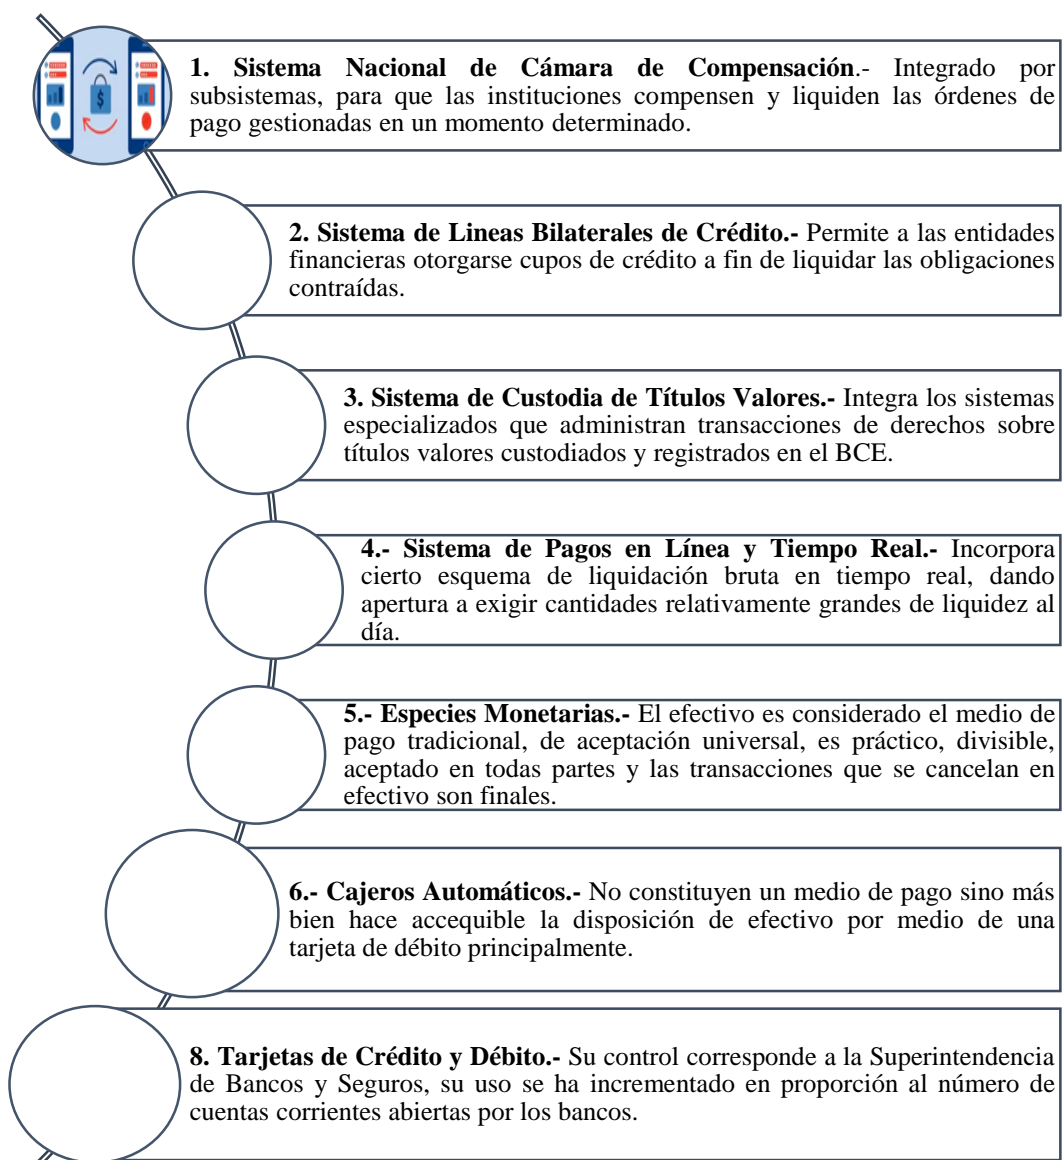 1. Sistema Nacional de Cámara de Compensación.- Integrado por
subsistemas, para que las instituciones compensen y liquiden las órdenes de
pago gestionadas en un momento determinado.
2. Sistema de Lineas Bilaterales de Crédito.- Permite a las entidades
financieras otorgarse cupos de crédito a fin de liquidar las obligaciones
contraídas.
3. Sistema de Custodia de Títulos Valores.- Integra los sistemas
especializados que administran transacciones de derechos sobre
títulos valores custodiados y registrados en el BCE.
4.- Sistema de Pagos en Línea y Tiempo Real.- Incorpora
cierto esquema de liquidación bruta en tiempo real, dando
apertura a exigir cantidades relativamente grandes de liquidez al
día.
5.- Especies Monetarias.- El efectivo es considerado el medio de
pago tradicional, de aceptación universal, es práctico, divisible,
aceptado en todas partes y las transacciones que se cancelan en
efectivo son finales.
6.- Cajeros Automáticos.- No constituyen un medio de pago sino más
bien hace accequible la disposición de efectivo por medio de una
tarjeta de débito principalmente.
8. Tarjetas de Crédito y Débito.- Su control corresponde a la Superintendencia
de Bancos y Seguros, su uso se ha incrementado en proporción al número de
cuentas corrientes abiertas por los bancos.